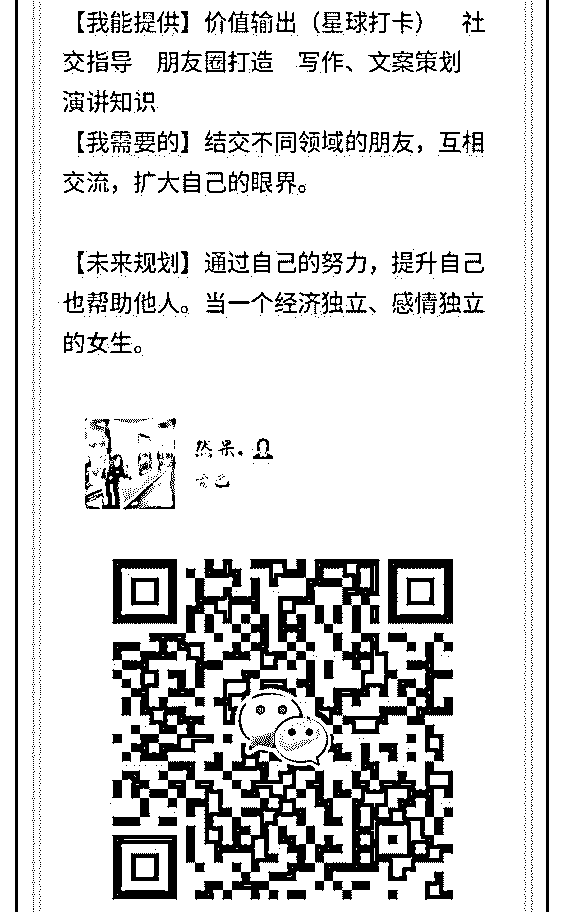 【我能提供】价值输出（星球打卡） 社
交指导 朋友圈打造 写作、文案策划
演讲知识
【我需要的】结交不同领域的朋友，互相
交流，扩大自己的眼界。
【未来规划】通过自己的努力，提升自己
也帮助他人。当一个经济独立、感情独立
的女生。